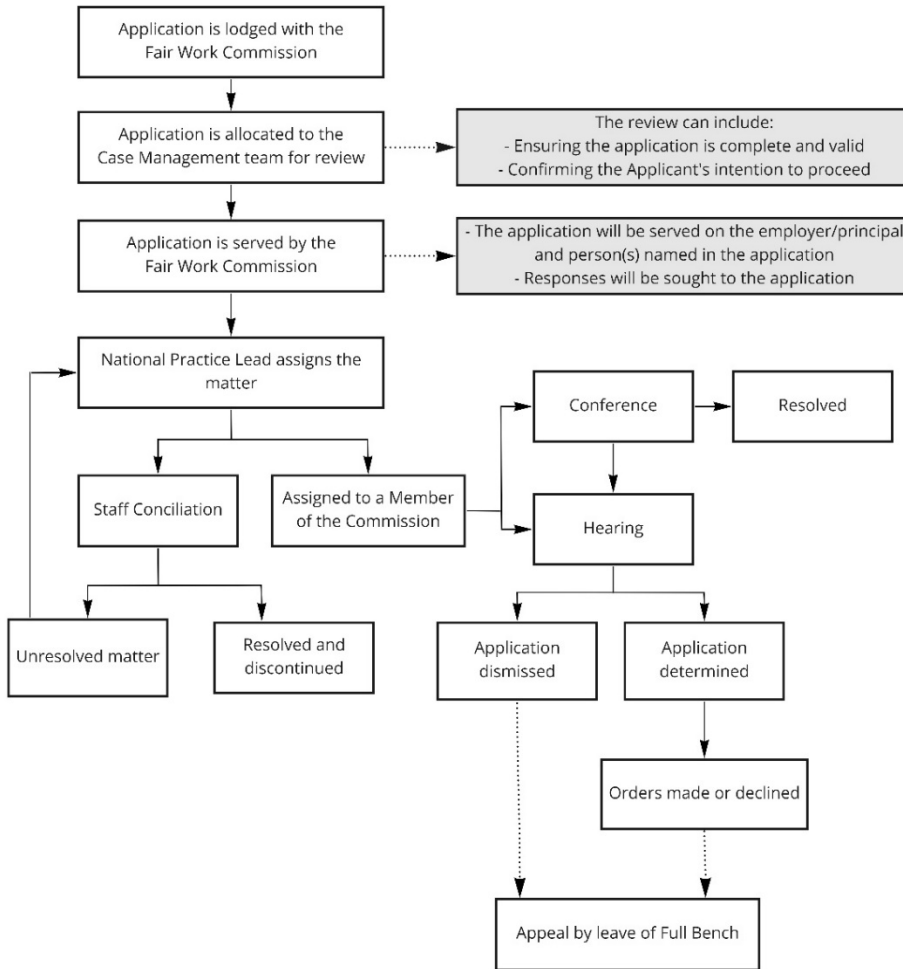 Application is lodged with the
Fair Work Commission
Application is allocated to the
Case Management team for review
The review can include:
- Ensuring the application is complete and valid
- Confirming the Applicant's intention to proceed
Application is served by the
Fair Work Commission
- The application will be served on the employer/principal
and person(s) named in the application
- Responses will be sought to the application
National Practice Lead assigns the
matter
Conference
Resolved
Staff Conciliation
Assigned to a Member
of the Commission
Hearing
Unresolved matter
Resolved and
discontinued
Application
dismissed
Application
determined
Orders made or declined
Appeal by leave of Full Bench